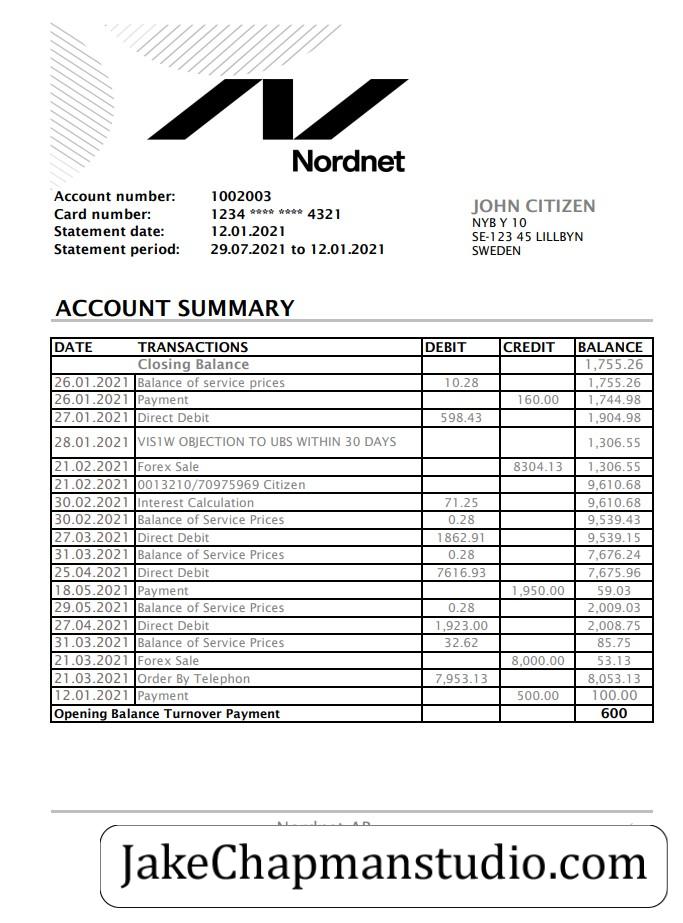 Nordnet
Account number: 1002003
Card number: 1234 **** **** 4321
Statement date: 12.01.2021
Statement period: 29.07.2021 to 12.01.2021
JOHN CITIZEN
NYB Y 10
SE-123 45 LILLBYN
SWEDEN
ACCOUNT SUMMARY
DATE TRANSACTIONS DEBIT CREDIT BALANCE
Closing Balance 1,755.26
26.01.2021 Balance of service prices 10.28 1,755.26
26.01.2021 Payment 160.00 1,744.98
27.01.2021 Direct Debit 598.43 1,904.98
28.01.2021 VIS1W OBJECTION TO UBS WITHIN 30 DAYS 1,306.55
21.02.2021 Forex Sale 8304.13 1,306.55
21.02.2021 0013210/70975969 Citizen 9,610.68
30.02.2021 Interest Calculation 71.25 9,610.68
30.02.2021 Balance of Service Prices 0.28 9,539.43
27.03.2021 Direct Debit 1862.91 9,539.15
31.03.2021 Balance of Service Prices 0.28 7,676.24
25.04.2021 Direct Debit 7616.93 7,675.96
18.05.2021 Payment 1,950.00 59.03
29.05.2021 Balance of Service Prices 0.28 2,009.03
27.04.2021 Direct Debit 1,923.00 2,008.75
31.03.2021 Balance of Service Prices 32.62 85.75
21.03.2021 Forex Sale 8,000.00 53.13
21.03.2021 Order By Telephon 7,953.13 8,053.13
12.01.2021 Payment 500.00 100.00
Opening Balance Turnover Payment 600
JakeChapmanstudio.com